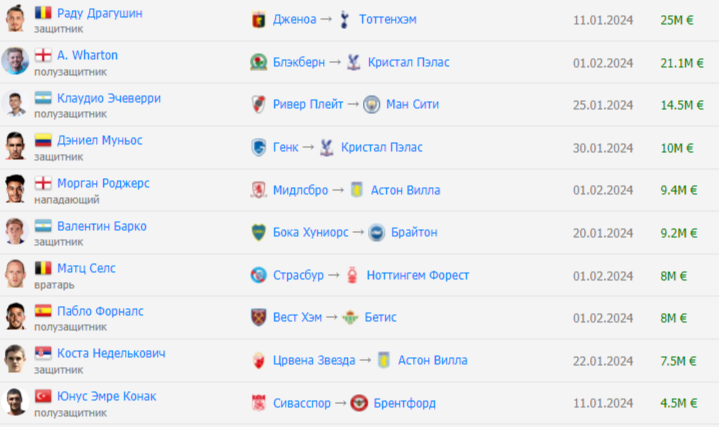 Раду Драгушин Дженоа → Тоттенхэм 11.01.2024 25M €
защитник
A. Wharton Блэкберн → Кристал Пэлас 01.02.2024 21.1M €
полузащитник
Клаудио Эчеверри Ривер Плейт → Ман Сити 25.01.2024 14.5M €
полузащитник
Дэниел Муньос Генк → Кристал Пэлас 30.01.2024 10M €
защитник
Морган Роджерс Мидлсбро → Астон Вилла 01.02.2024 9.4M €
нападающий
Валентин Барко Бока Хуниорс → Брайтон 20.01.2024 9.2M €
защитник
Матц Селс Страсбур → Ноттингем Форест 01.02.2024 8M €
вратарь
Пабло Форналс Вест Хэм → Бетис 01.02.2024 8M €
полузащитник
Коста Неделькович Црвена Звезда → Астон Вилла 22.01.2024 7.5M €
защитник
Юнус Эмре Конак Сивасспор → Брентфорд 11.01.2024 4.5M €
полузащитник